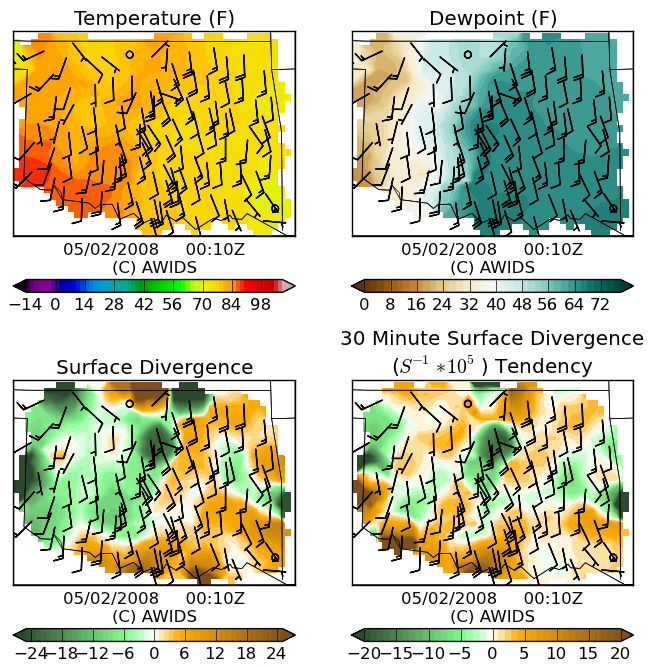 Temperature (F)
Dewpoint (F)
05/02/2008 00:10Z
(C) AWIDS
−14 0 14 28 42 56 70 84 98
05/02/2008 00:10Z
(C) AWIDS
0 8 16 24 32 40 48 56 64 72
Surface Divergence
30 Minute Surface Divergence
(S⁻¹ *10⁵ ) Tendency
05/02/2008 00:10Z
(C) AWIDS
−24 −18 −12 −6 0 6 12 18 24
05/02/2008 00:10Z
(C) AWIDS
−20 −15 −10 −5 0 5 10 15 20